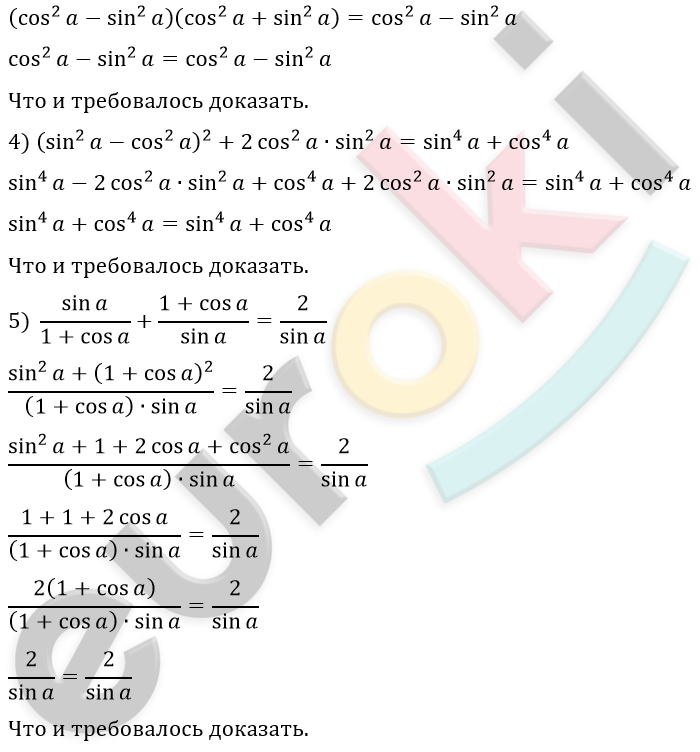 (cos² a − sin² a)(cos² a + sin² a) = cos² a − sin² a
cos² a − sin² a = cos² a − sin² a
Что и требовалось доказать.
4) (sin² a − cos² a)² + 2 cos² a · sin² a = sin⁴ a + cos⁴ a
sin⁴ a − 2 cos² a · sin² a + cos⁴ a + 2 cos² a · sin² a = sin⁴ a + cos⁴ a
sin⁴ a + cos⁴ a = sin⁴ a + cos⁴ a
Что и требовалось доказать.
5) sin a / (1 + cos a) + (1 + cos a) / sin a = 2 / sin a
(sin² a + (1 + cos a)²) / ((1 + cos a) · sin a) = 2 / sin a
(sin² a + 1 + 2 cos a + cos² a) / ((1 + cos a) · sin a) = 2 / sin a
(1 + 1 + 2 cos a) / ((1 + cos a) · sin a) = 2 / sin a
2(1 + cos a) / ((1 + cos a) · sin a) = 2 / sin a
2 / sin a = 2 / sin a
Что и требовалось доказать.
euroki